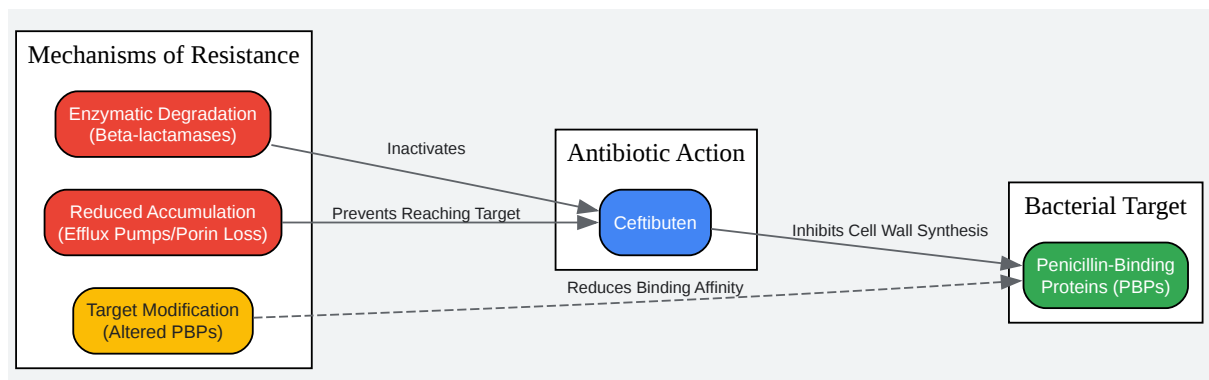 Mechanisms of Resistance
Enzymatic Degradation
(Beta-lactamases)
Reduced Accumulation
(Efflux Pumps/Porin Loss)
Target Modification
(Altered PBPs)
Inactivates
Prevents Reaching Target
Reduces Binding Affinity
Antibiotic Action
Ceftibuten
Inhibits Cell Wall Synthesis
Bacterial Target
Penicillin-Binding
Proteins (PBPs)